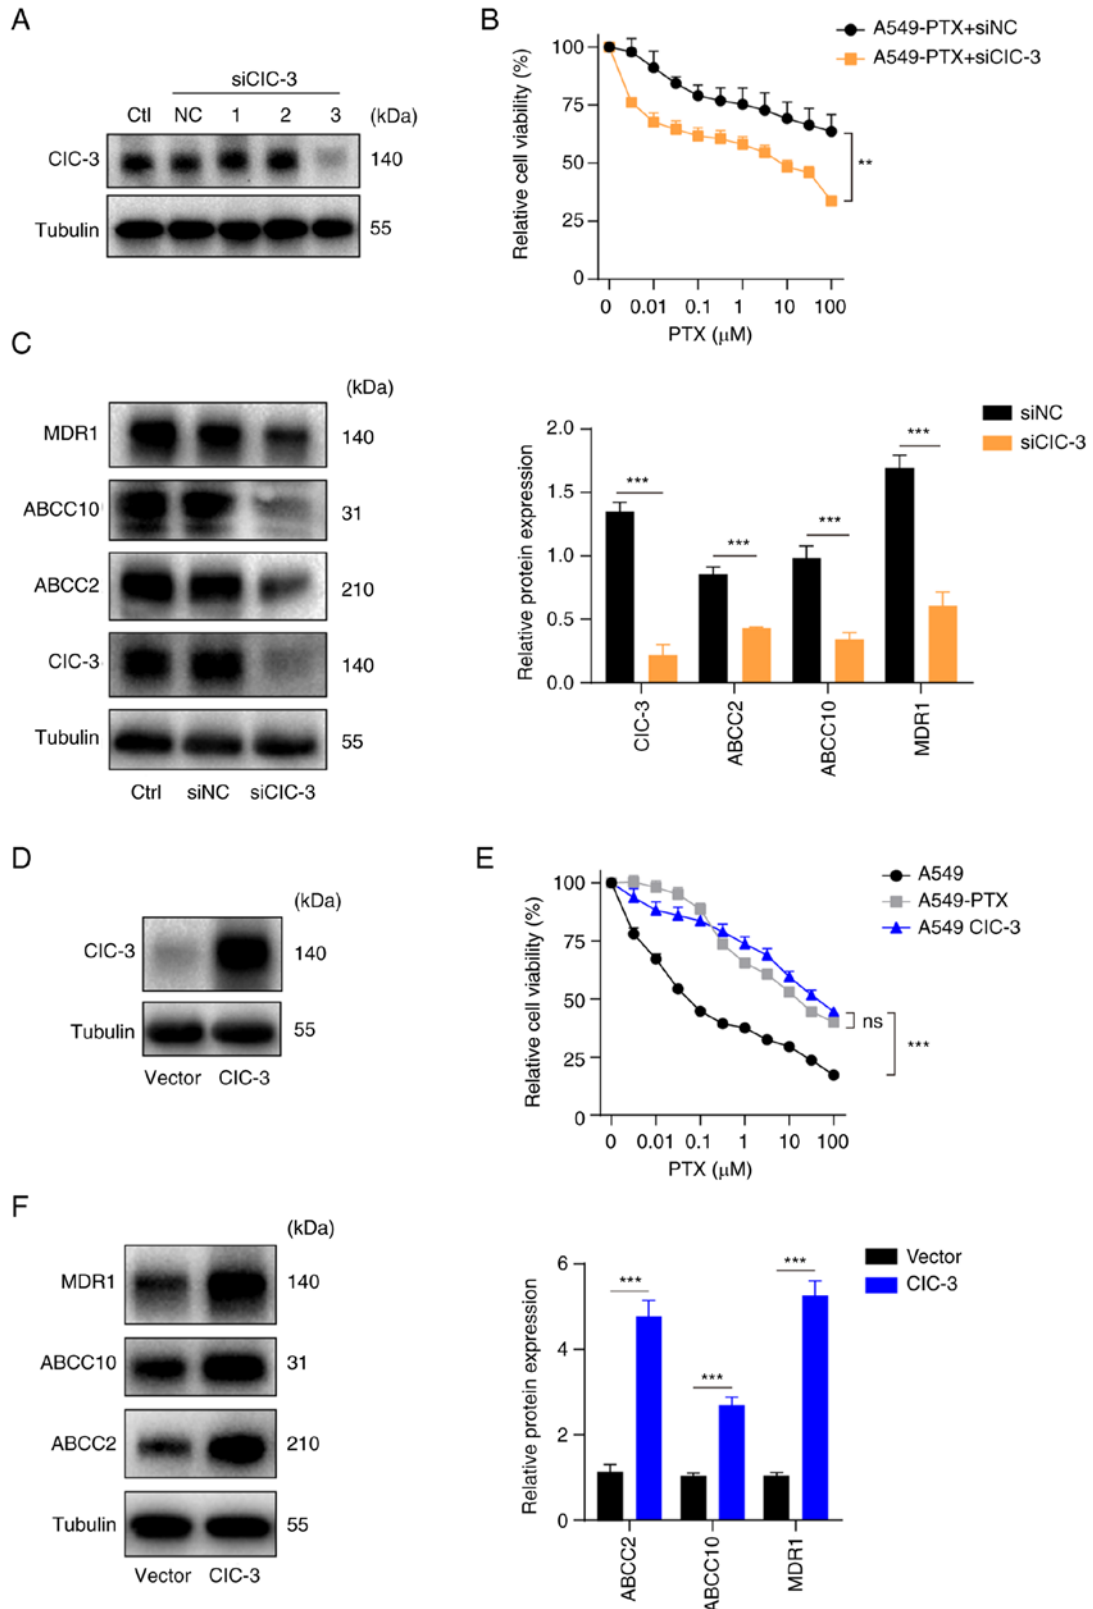 A
siClC-3
Ctl NC 1 2 3 (kDa)
ClC-3 140
Tubulin 55
B
A549-PTX+siNC
A549-PTX+siClC-3
Relative cell viability (%)
100
75
50
25
0
**
0 0.01 0.1 1 10 100
PTX (μM)
C
(kDa)
MDR1 140
ABCC10 31
ABCC2 210
ClC-3 140
Tubulin 55
Ctrl siNC siClC-3
siNC
siClC-3
Relative protein expression
2.0
1.5
1.0
0.5
0.0
*** *** *** ***
ClC-3 ABCC2 ABCC10 MDR1
D
(kDa)
ClC-3 140
Tubulin 55
Vector ClC-3
E
A549
A549-PTX
A549 ClC-3
Relative cell viability (%)
100
75
50
25
0
ns
***
0 0.01 0.1 1 10 100
PTX (μM)
F
(kDa)
MDR1 140
ABCC10 31
ABCC2 210
Tubulin 55
Vector ClC-3
Vector
ClC-3
Relative protein expression
6
4
2
0
*** *** ***
ABCC2 ABCC10 MDR1